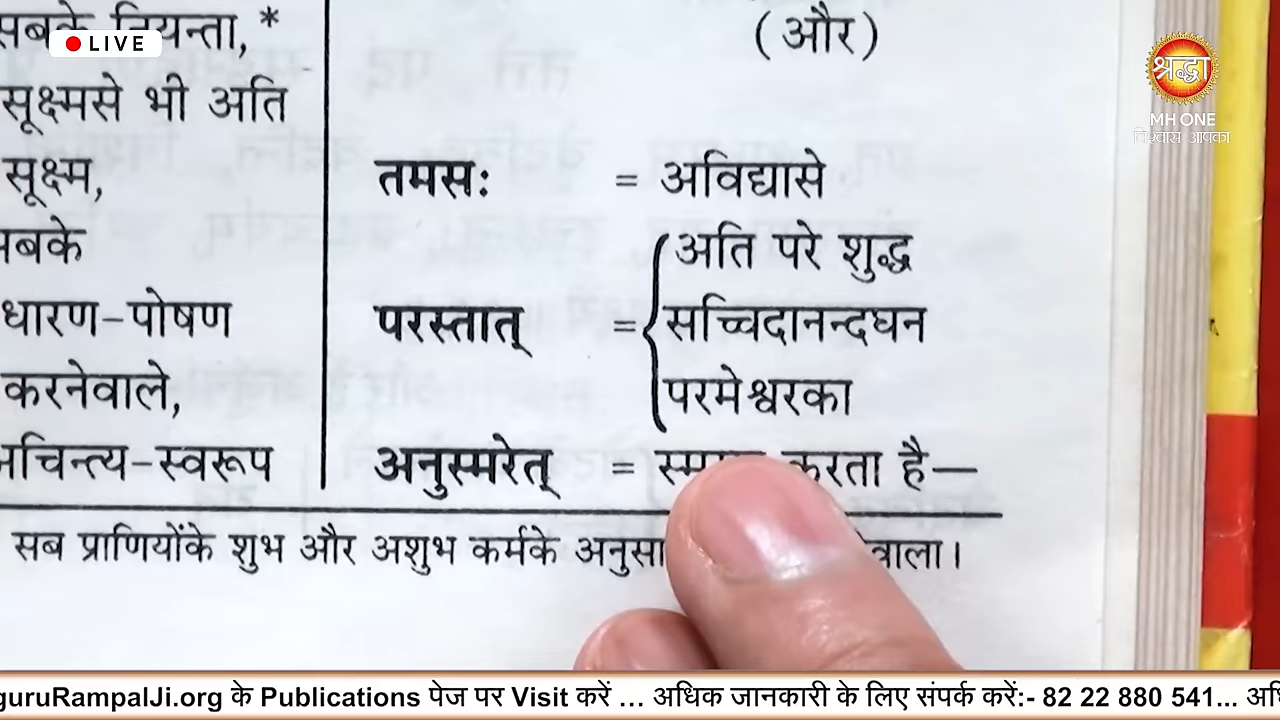 सबके नियन्ता,*
सूक्ष्मसे भी अति
सूक्ष्म,
सबके
धारण-पोषण
करनेवाले,
अचिन्त्य-स्वरूप
(और)
तमसः = अविद्यासे
परस्तात् = अति परे शुद्ध
सच्चिदानन्दघन
परमेश्वरका
अनुस्मरेत् = करता है—
सब प्राणियोंके शुभ और अशुभ कर्मके
LIVE
श्रद्धा
MH ONE
विश्वास आपका
guruRampalJi.org के Publications पेज पर Visit करें ... अधिक जानकारी के लिए संपर्क करें:- 82 22 880 541...